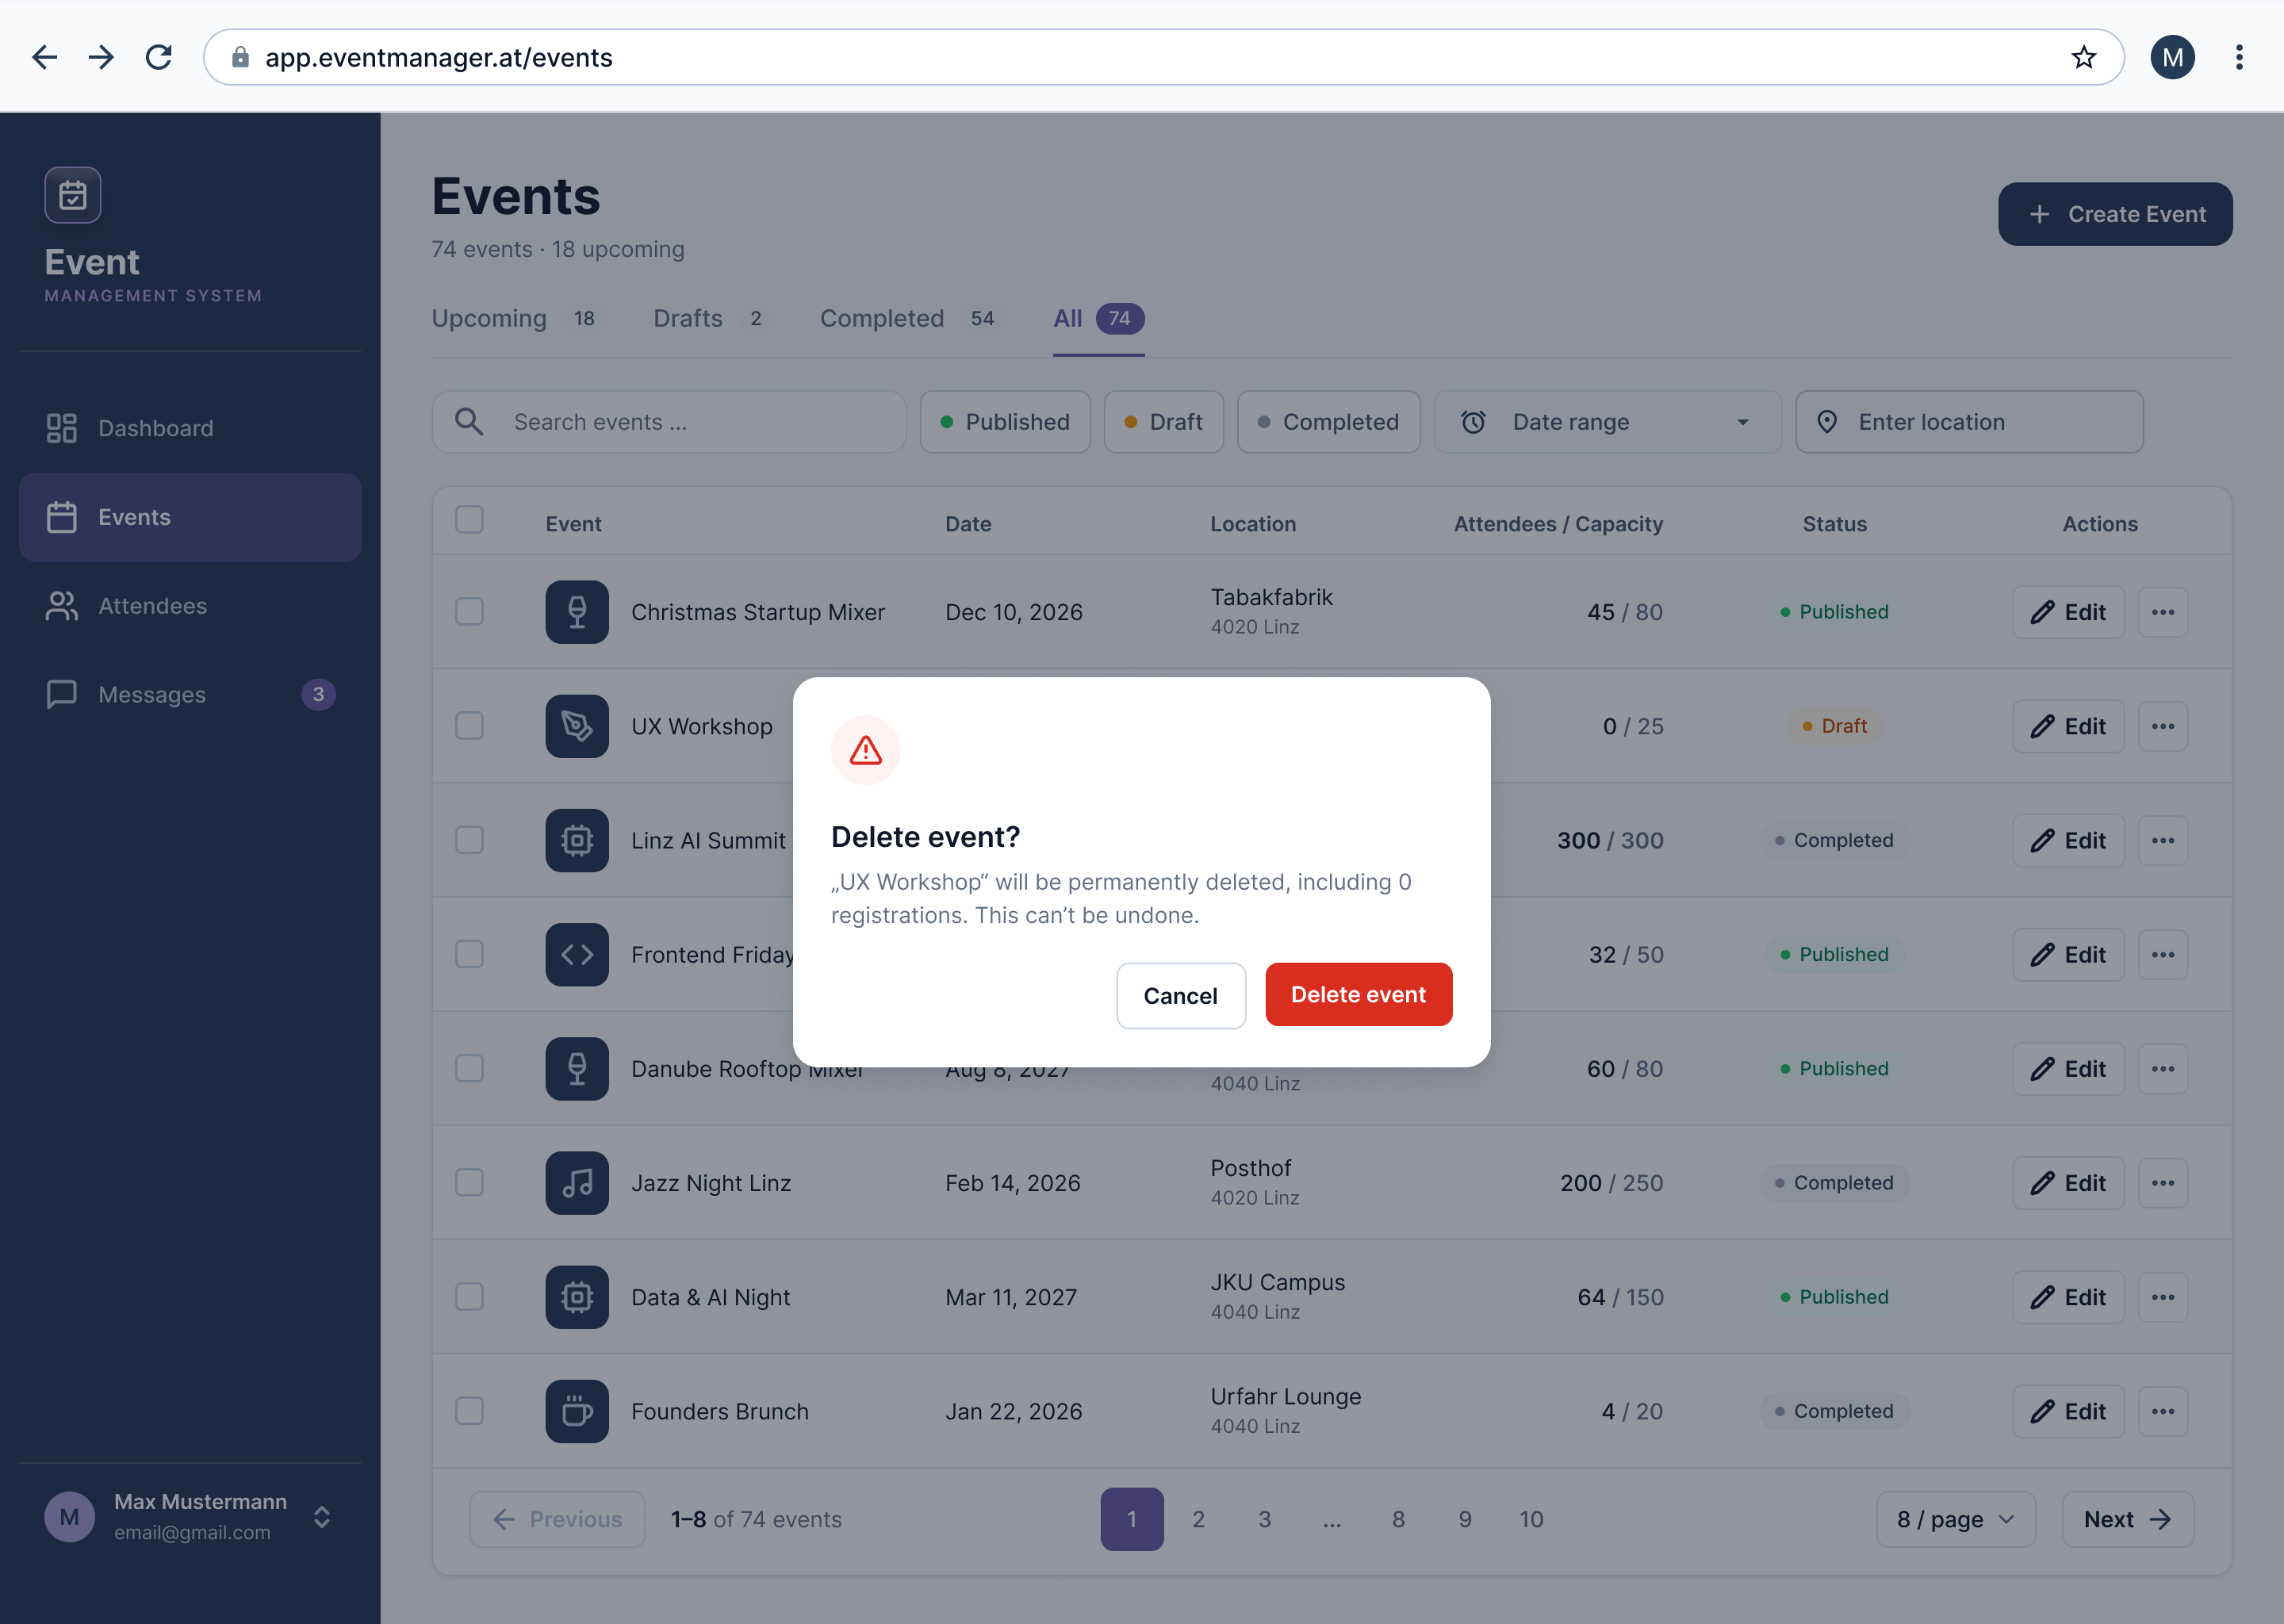 app.eventmanager.at/events
M
Event
MANAGEMENT SYSTEM
Dashboard
Events
Attendees
Messages 3
M
Max Mustermann
email@gmail.com
Events
74 events · 18 upcoming
Create Event
Upcoming 18 Drafts 2 Completed 54 All 74
Search events ... Published Draft Completed Date range Enter location
Event Date Location Attendees / Capacity Status Actions
Christmas Startup Mixer Dec 10, 2026 Tabakfabrik 45 / 80 Published Edit
4020 Linz
UX Workshop 0 / 25 Draft Edit
Linz AI Summit 300 / 300 Completed Edit
Frontend Friday 32 / 50 Published Edit
Danube Rooftop Mixer Aug 8, 2027 60 / 80 Published Edit
4040 Linz
Jazz Night Linz Feb 14, 2026 Posthof 200 / 250 Completed Edit
4020 Linz
Data & AI Night Mar 11, 2027 JKU Campus 64 / 150 Published Edit
4040 Linz
Founders Brunch Jan 22, 2026 Urfahr Lounge 4 / 20 Completed Edit
4040 Linz
Previous 1–8 of 74 events 1 2 3 ... 8 9 10 8 / page Next
Delete event?
„UX Workshop“ will be permanently deleted, including 0
registrations. This can’t be undone.
Cancel Delete event